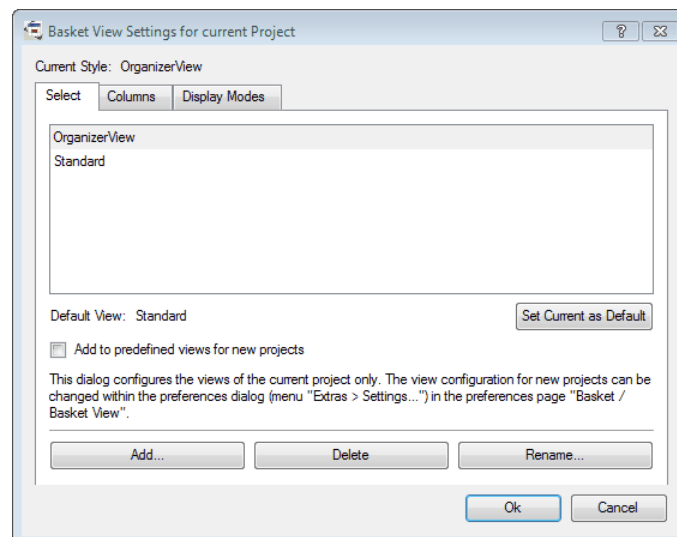 Basket View Settings for current Project
Current Style: OrganizerView
Select Columns Display Modes
OrganizerView
Standard
Default View: Standard Set Current as Default
Add to predefined views for new projects
This dialog configures the views of the current project only. The view configuration for new projects can be
changed within the preferences dialog (menu "Extras > Settings...") in the preferences page "Basket /
Basket View".
Add... Delete Rename...
Ok Cancel